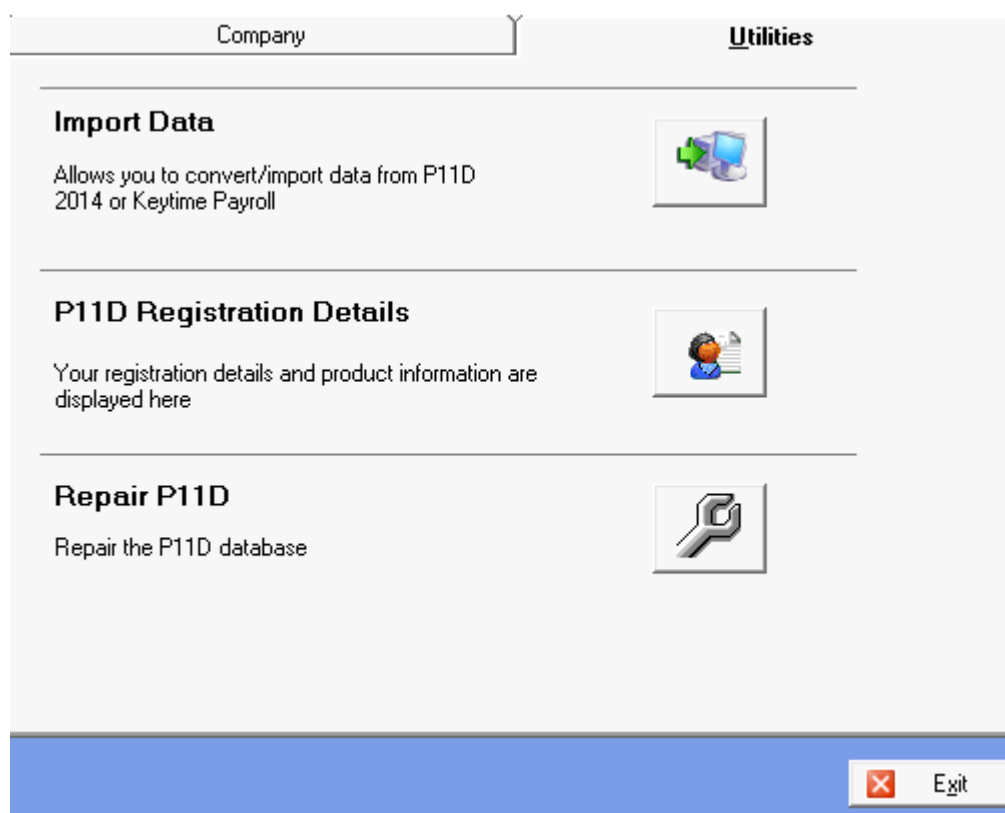 Company
Utilities
Import Data
Allows you to convert/import data from P11D
2014 or Keytime Payroll
P11D Registration Details
Your registration details and product information are
displayed here
Repair P11D
Repair the P11D database
Exit